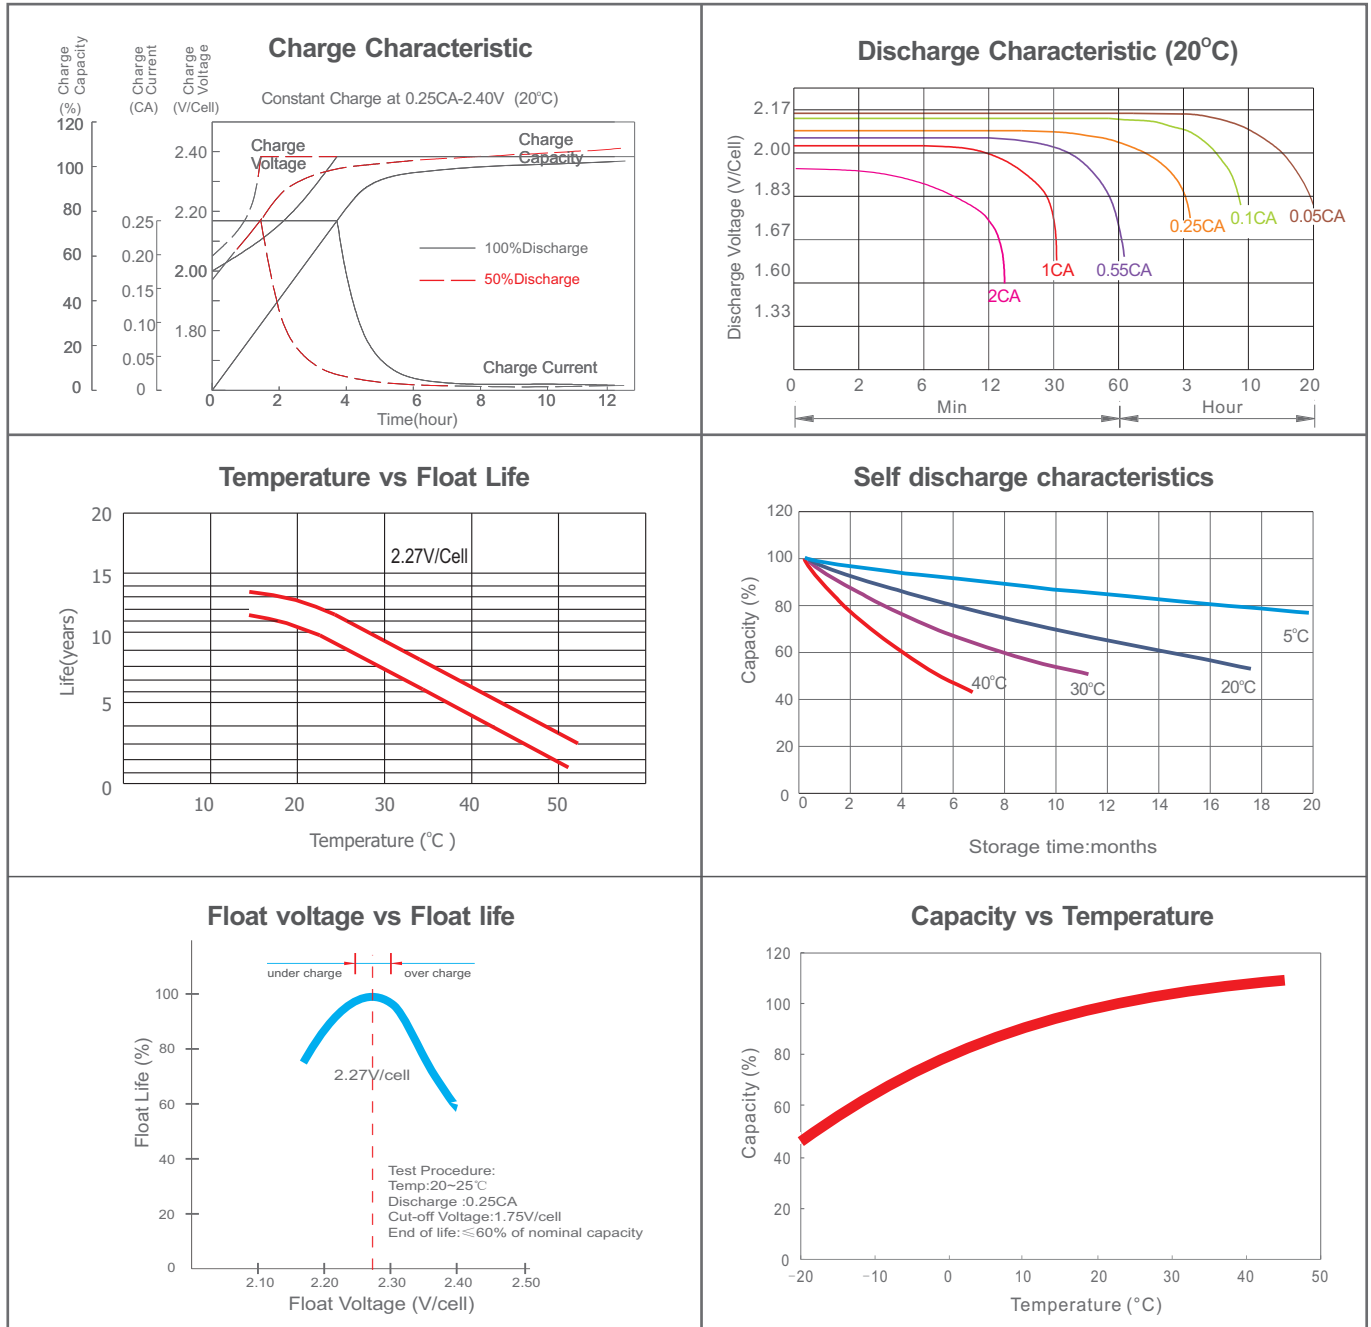 Charge Characteristic
Charge
Capacity
(%)
Charge
Current
(CA)
Charge
Voltage
(V/Cell)
Constant Charge at 0.25CA-2.40V (20°C)
120
100
80
60
40
20
0
0.25
0.20
0.15
0.10
0.05
0
2.40
2.20
2.00
1.80
Charge
Voltage
Charge
Capacity
100%Discharge
50%Discharge
Charge Current
0 2 4 6 8 10 12
Time(hour)
Discharge Characteristic (20°C)
Discharge Voltage (V/Cell)
2.17
2.00
1.83
1.67
1.60
1.33
2CA
1CA
0.55CA
0.25CA
0.1CA
0.05CA
0 2 6 12 30 60 3 10 20
Min
Hour
Temperature vs Float Life
Life(years)
20
15
10
5
0
2.27V/Cell
10 20 30 40 50
Temperature (°C )
Self discharge characteristics
Capacity (%)
120
100
80
60
40
20
0
5°C
20°C
30°C
40°C
0 2 4 6 8 10 12 14 16 18 20
Storage time:months
Float voltage vs Float life
under charge
over charge
Float Life (%)
100
80
60
40
20
0
2.27V/cell
Test Procedure:
Temp:20~25℃
Discharge :0.25CA
Cut-off Voltage:1.75V/cell
End of life:≤60% of nominal capacity
2.10 2.20 2.30 2.40 2.50
Float Voltage (V/cell)
Capacity vs Temperature
Capacity (%)
120
100
80
60
40
20
0
−20 −10 0 10 20 30 40 50
Temperature (°C)